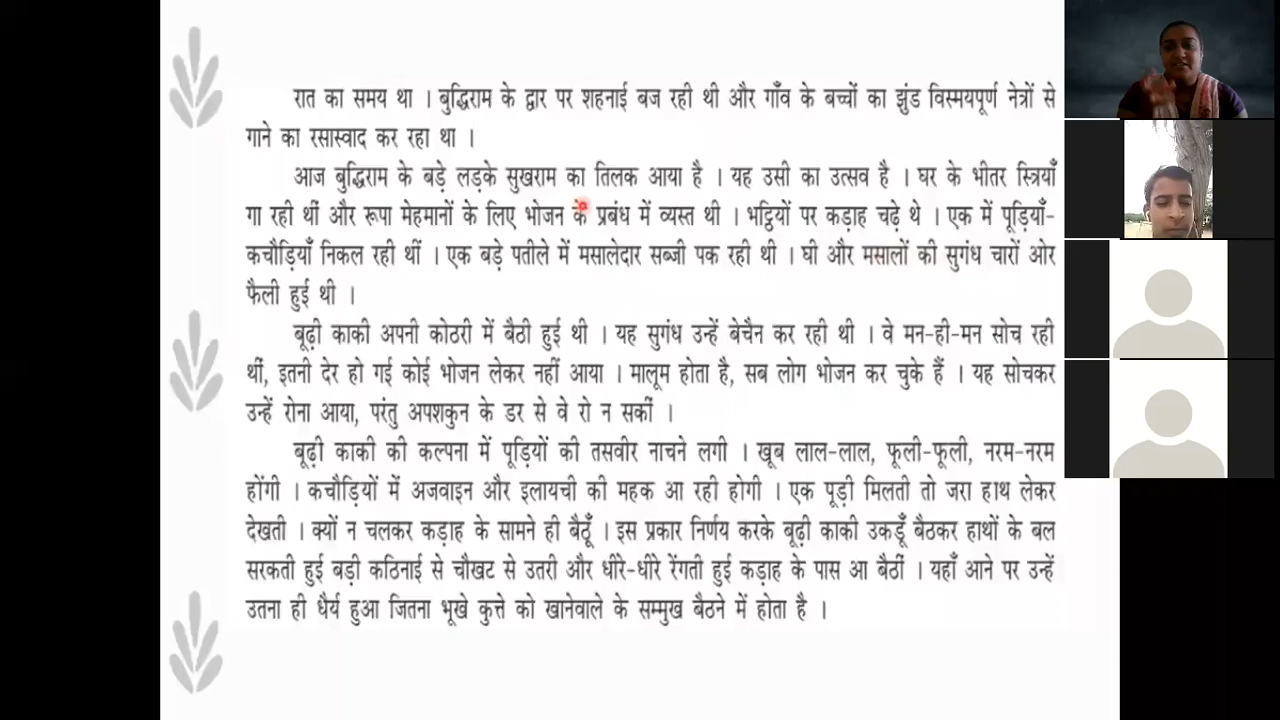 रात का समय था । बुद्धिराम के द्वार पर शहनाई बज रही थी और गाँव के बच्चों का झुंड विस्मयपूर्ण नेत्रों से
गाने का रसास्वाद कर रहा था ।
आज बुद्धिराम के बड़े लड़के सुखराम का तिलक आया है । यह उसी का उत्सव है । घर के भीतर स्त्रियाँ
गा रही थीं और रूपा मेहमानों के लिए भोजन के प्रबंध में व्यस्त थी । भट्ठियों पर कड़ाह चढ़े थे । एक में पूड़ियाँ-
कचौड़ियाँ निकल रही थीं । एक बड़े पतीले में मसालेदार सब्जी पक रही थी । घी और मसालों की सुगंध चारों ओर
फैली हुई थी ।
बूढ़ी काकी अपनी कोठरी में बैठी हुई थी । यह सुगंध उन्हें बेचैन कर रही थी । वे मन-ही-मन सोच रही
थीं, इतनी देर हो गई कोई भोजन लेकर नहीं आया । मालूम होता है, सब लोग भोजन कर चुके हैं । यह सोचकर
उन्हें रोना आया, परंतु अपशकुन के डर से वे रो न सकीं ।
बूढ़ी काकी की कल्पना में पूड़ियों की तसवीर नाचने लगी । खूब लाल-लाल, फूली-फूली, नरम-नरम
होंगी । कचौड़ियों में अजवाइन और इलायची की महक आ रही होगी । एक पूड़ी मिलती तो जरा हाथ लेकर
देखती । क्यों न चलकर कड़ाह के सामने ही बैठूँ । इस प्रकार निर्णय करके बूढ़ी काकी उकड़ूँ बैठकर हाथों के बल
सरकती हुई बड़ी कठिनाई से चौखट से उतरी और धीरे-धीरे रेंगती हुई कड़ाह के पास आ बैठीं । यहाँ आने पर उन्हें
उतना ही धैर्य हुआ जितना भूखे कुत्ते को खानेवाले के सम्मुख बैठने में होता है ।